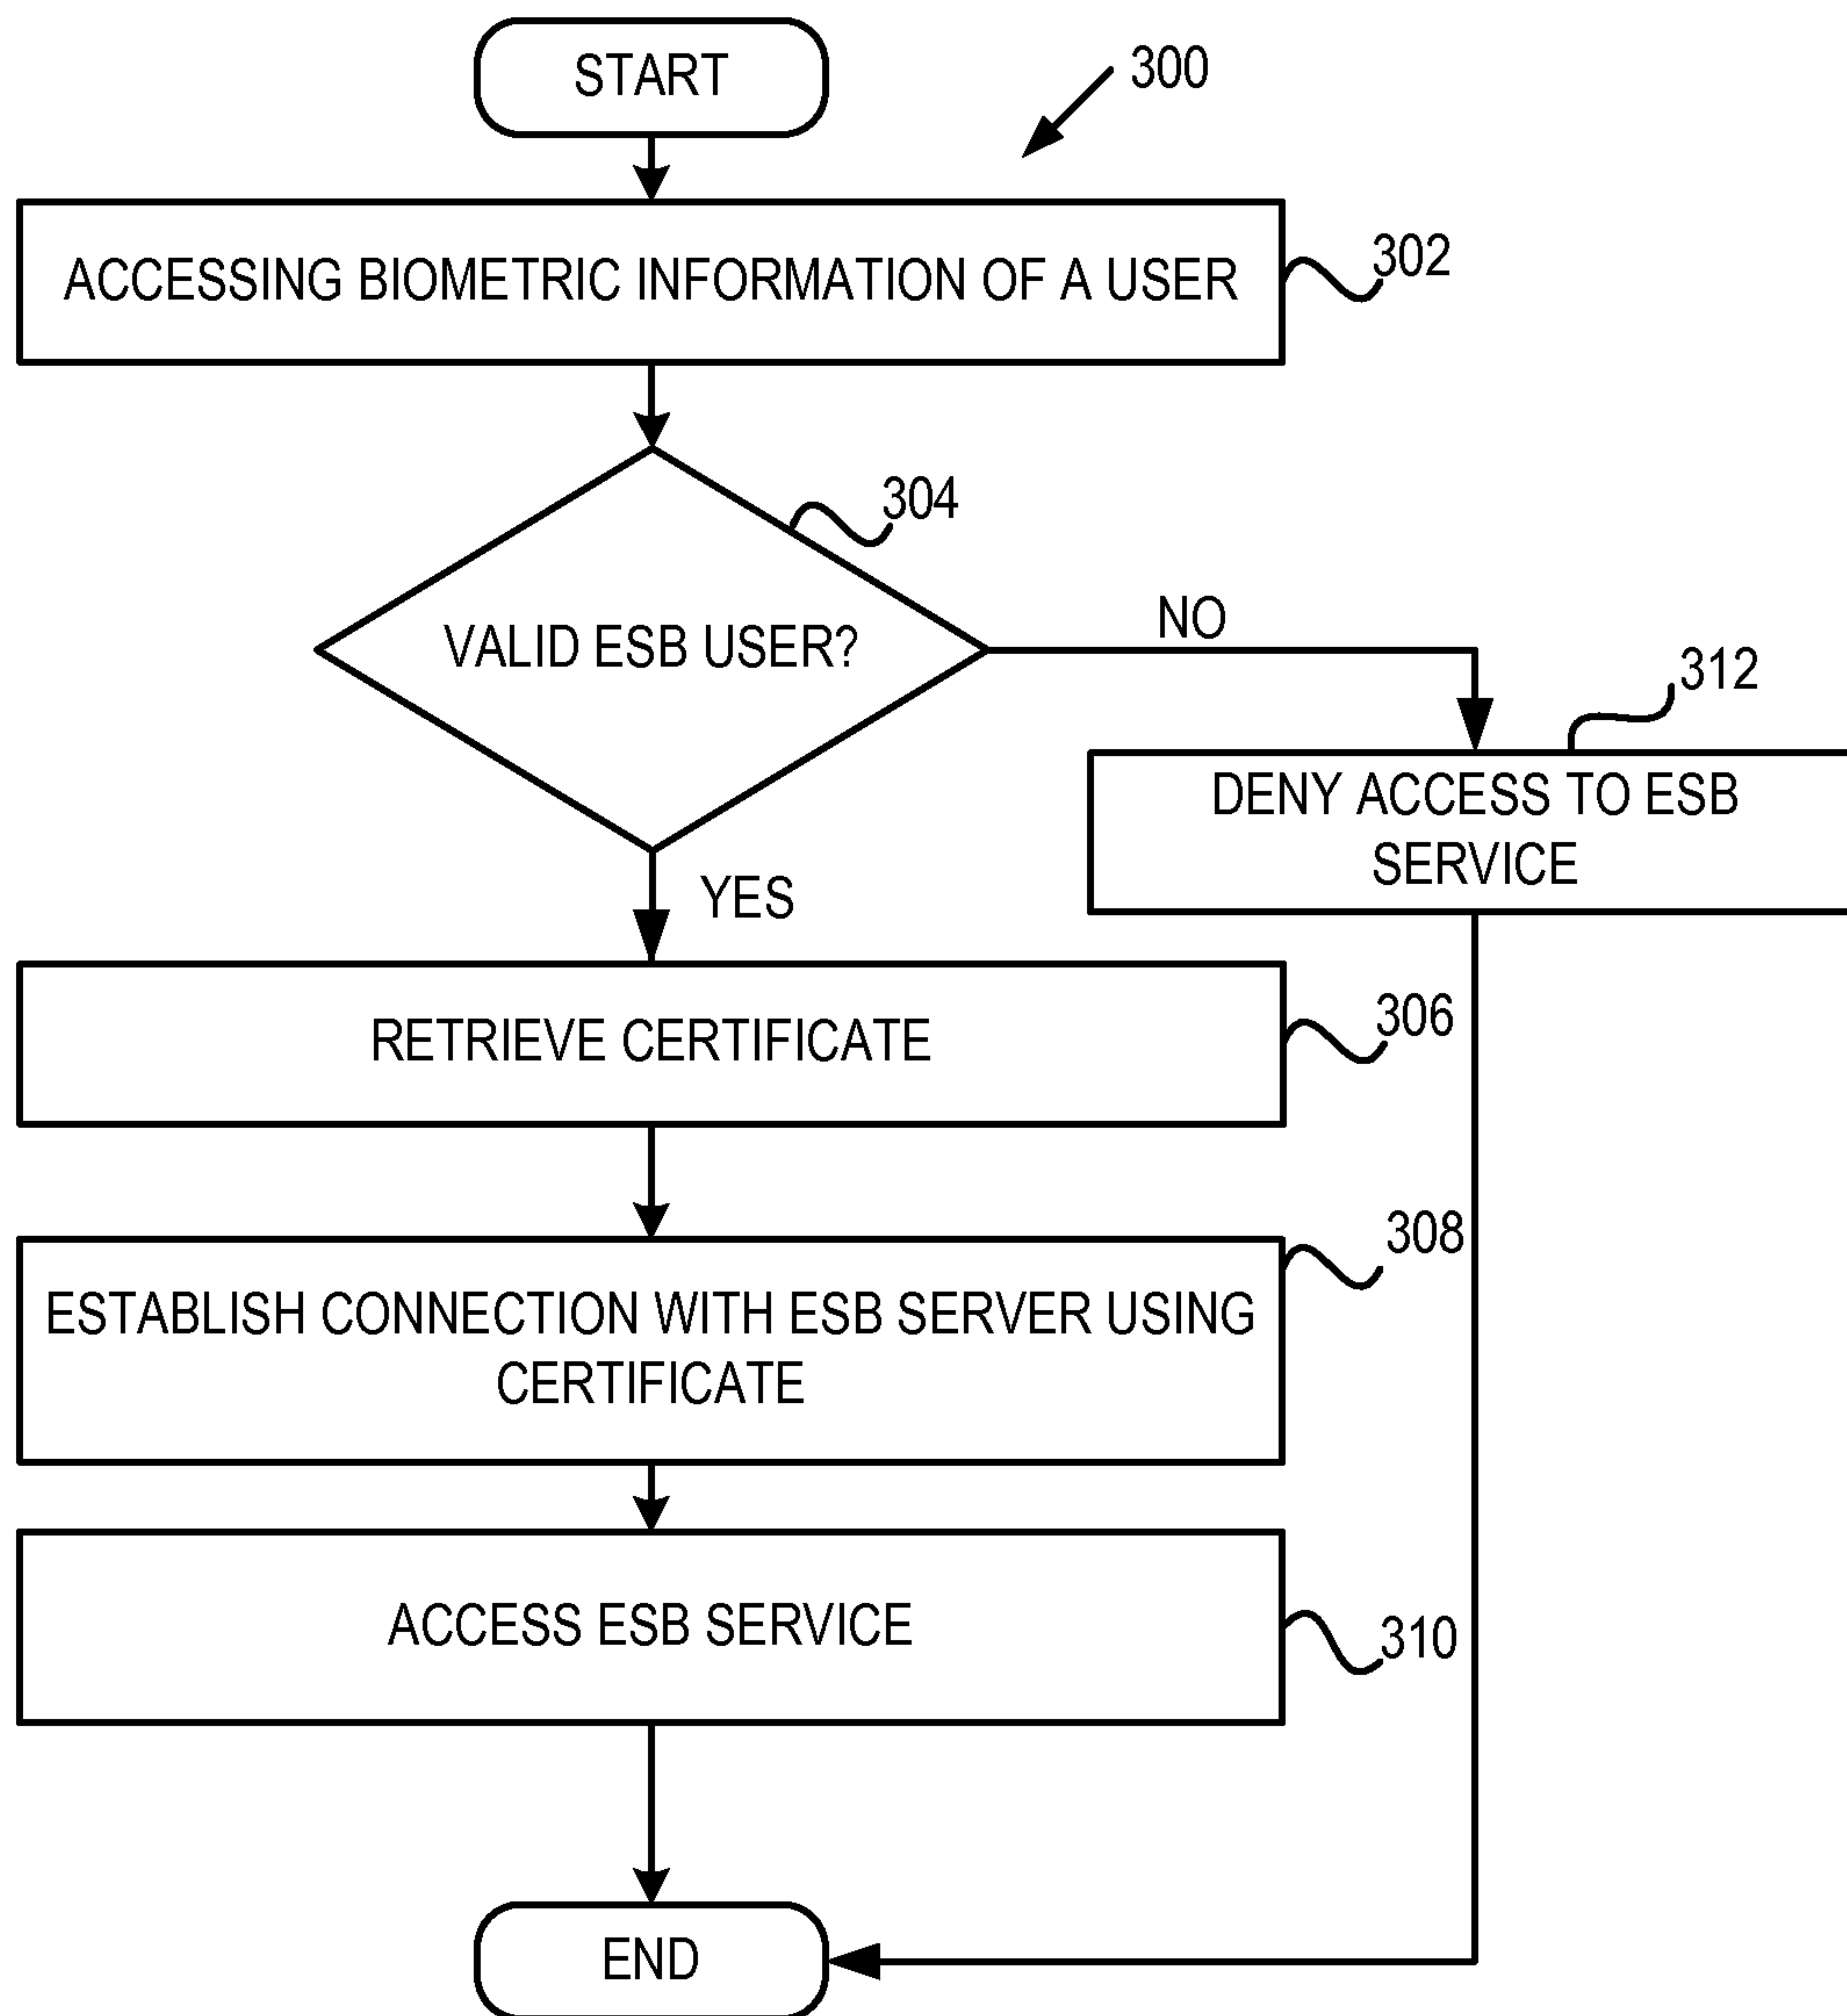 START
300
ACCESSING BIOMETRIC INFORMATION OF A USER
302
304
VALID ESB USER?
NO
312
DENY ACCESS TO ESB
SERVICE
YES
RETRIEVE CERTIFICATE
306
308
ESTABLISH CONNECTION WITH ESB SERVER USING
CERTIFICATE
ACCESS ESB SERVICE
310
END